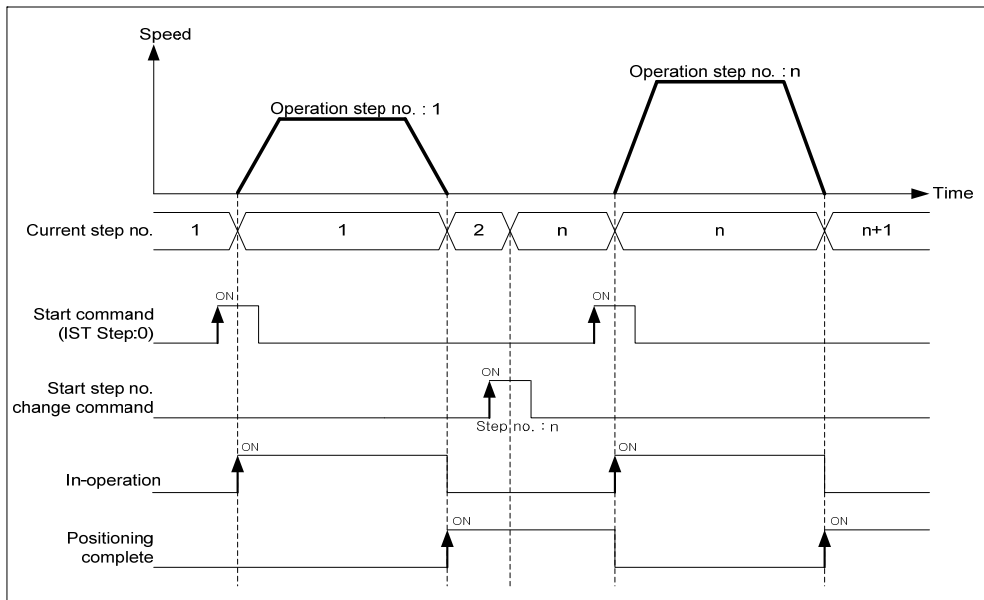 Speed
Operation step no. : n
Operation step no. : 1
Time
Current step no. 1 1 2 n n n+1
ON ON
Start command
(IST Step:0)
ON
Start step no.
change command
Step no. : n
ON ON
In-operation
ON ON
Positioning
complete